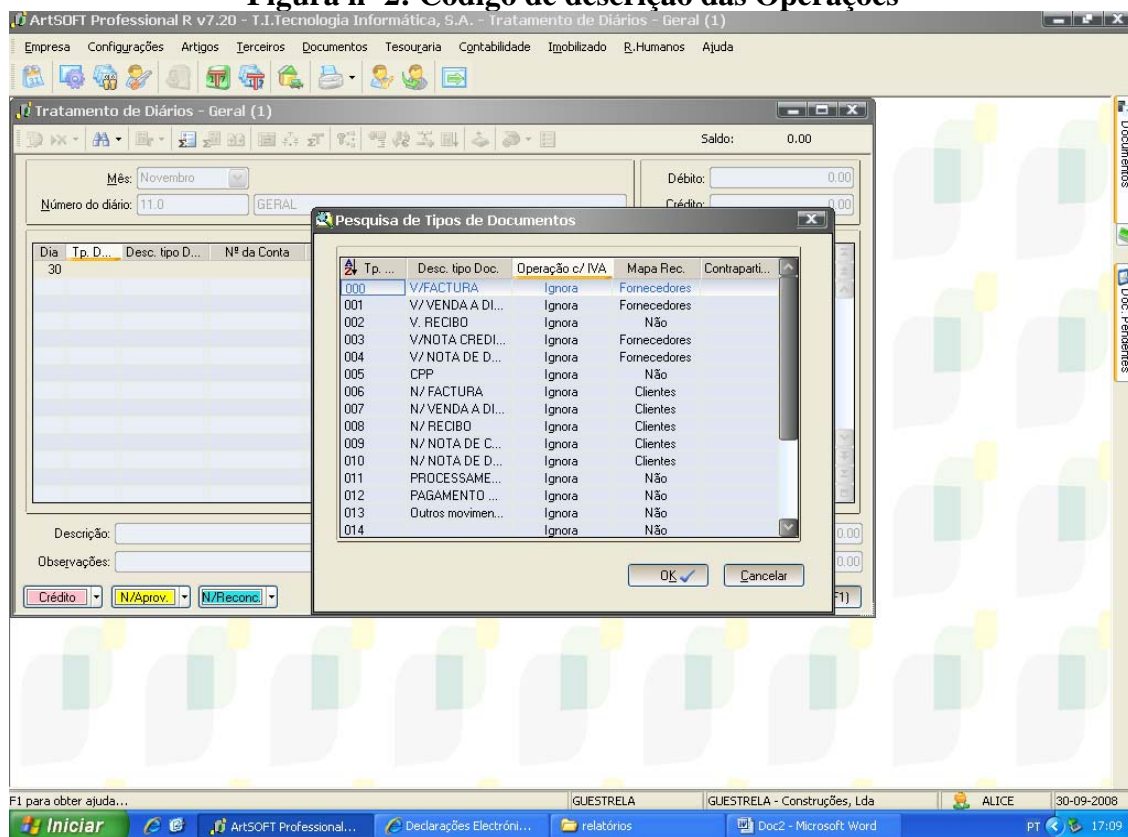 Figura nº 2: Código de descrição das Operações
ArtSOFT Professional R v7.20 - T.I.Tecnologia Informática, S.A. - Tratamento de Diários - Geral (1)
Empresa Configurações Artigos Terceiros Documentos Tesouraria Contabilidade Imobilizado R.Humanos Ajuda
Tratamento de Diários - Geral (1)
Saldo: 0.00
Mês: Novembro
Débito: 0.00
Número do diário: 11.0 GERAL
Crédito: 0.00
Dia Tp. D... Desc. tipo D... Nº da Conta
30
Pesquisa de Tipos de Documentos
Tp. ... Desc. tipo Doc. Operação c/ IVA Mapa Rec. Contraparti...
000 V/FACTURA Ignora Fornecedores
001 V/ VENDA A DI... Ignora Fornecedores
002 V. RECIBO Ignora Não
003 V/NOTA CREDI... Ignora Fornecedores
004 V/ NOTA DE D... Ignora Fornecedores
005 CPP Ignora Não
006 N/ FACTURA Ignora Clientes
007 N/ VENDA A DI... Ignora Clientes
008 N/ RECIBO Ignora Clientes
009 N/ NOTA DE C... Ignora Clientes
010 N/ NOTA DE D... Ignora Clientes
011 PROCESSAME... Ignora Não
012 PAGAMENTO ... Ignora Não
013 Outros movimen... Ignora Não
014 Ignora Não
OK Cancelar
Descrição: 0.00
Observações: 0.00
Crédito N/Aprov. N/Reconc. F1)
Documentos
Doc. Pendentes
F1 para obter ajuda... GUESTRELA GUESTRELA - Construções, Lda ALICE 30-09-2008
Iniciar ArtSOFT Professional... Declarações Electróni... relatórios Doc2 - Microsoft Word PT 17:09